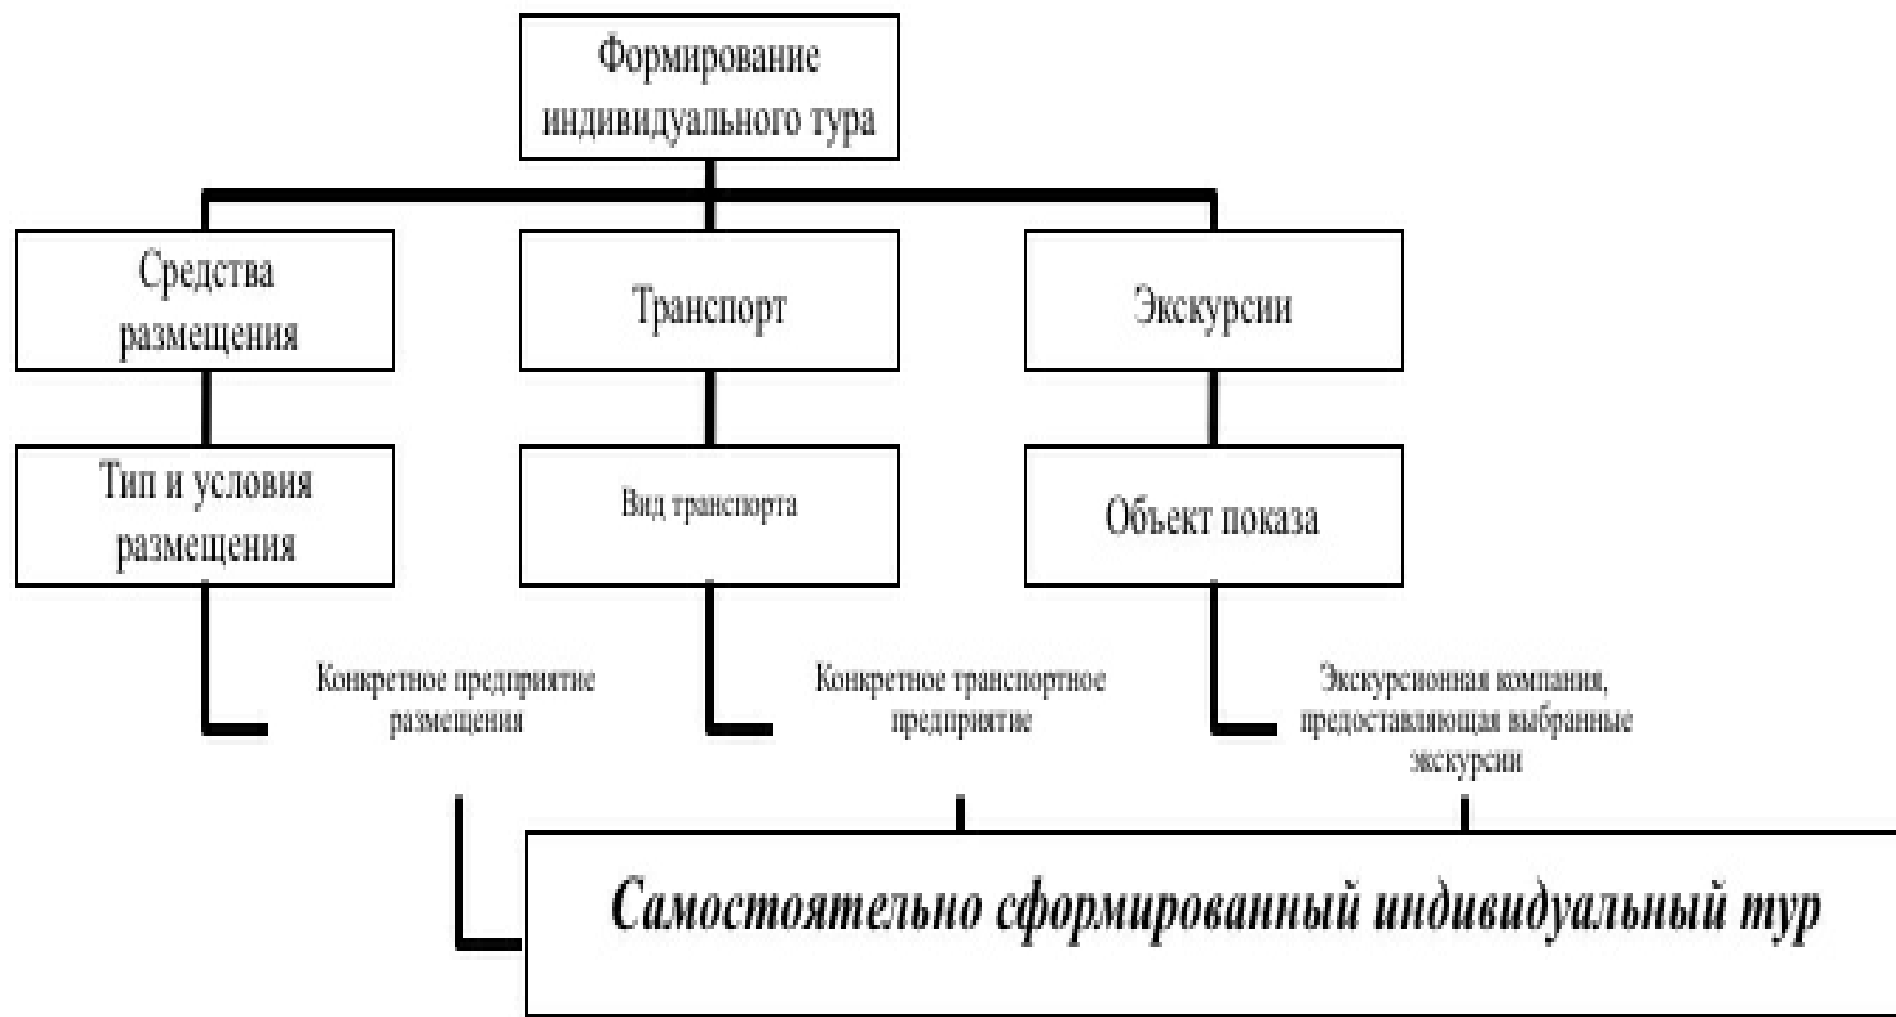 Формирование
индивидуального тура
Средства
размещения
Транспорт
Экскурсии
Тип и условия
размещения
Вид транспорта
Объект показа
Конкретное предприятие
размещения
Конкретное транспортное
предприятие
Экскурсионная компания,
предоставляющая выбранные
экскурсии
Самостоятельно сформированный индивидуальный тур